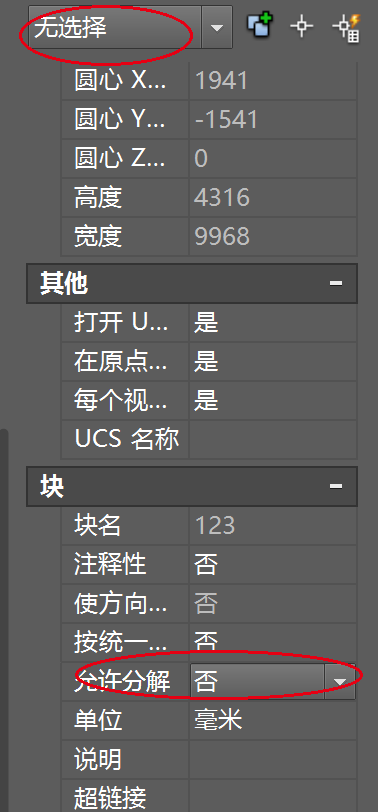 无选择
圆心 X... 1941
圆心 Y... -1541
圆心 Z... 0
高度 4316
宽度 9968
其他
打开 U... 是
在原点... 是
每个视... 是
UCS 名称
块
块名 123
注释性 否
使方向... 否
按统一... 否
允许分解 否
单位 毫米
说明
超链接